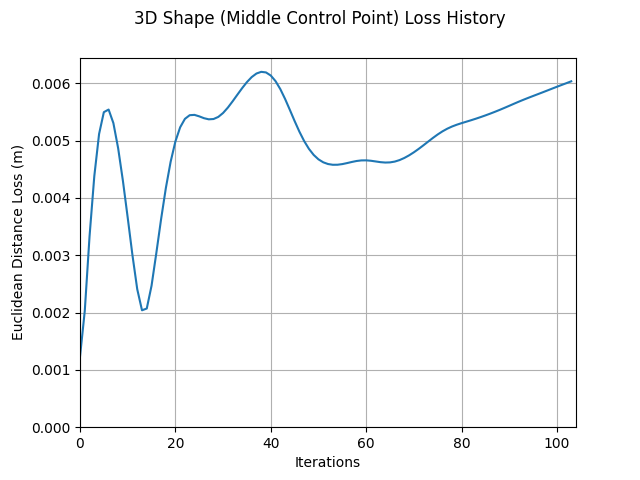 3D Shape (Middle Control Point) Loss History
0.006
0.005
0.004
0.003
0.002
0.001
0.000
Euclidean Distance Loss (m)
0 20 40 60 80 100
Iterations